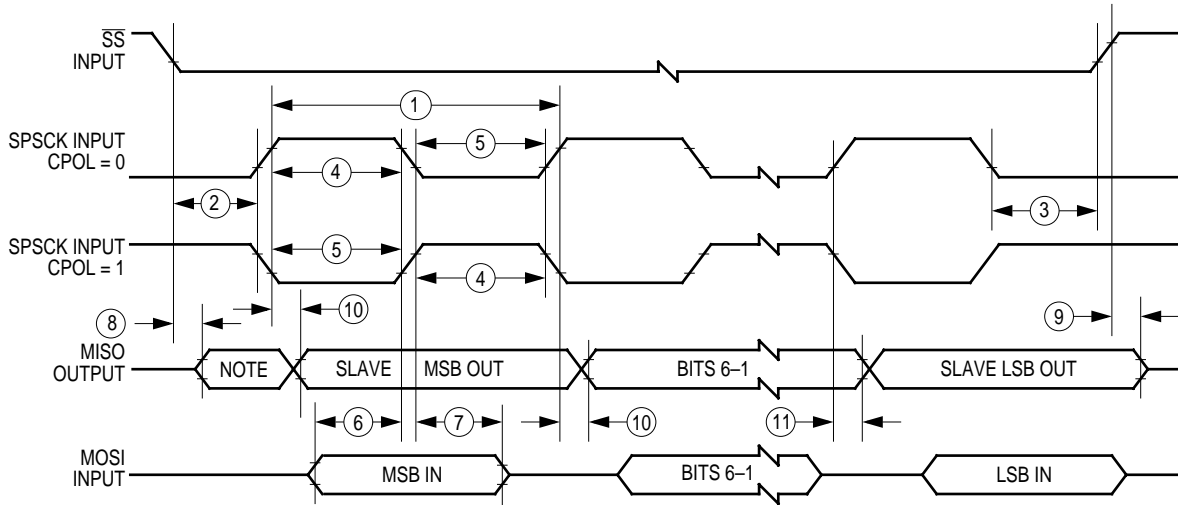 SS
INPUT
1
SPSCK INPUT
CPOL = 0
5
4
2
3
SPSCK INPUT
CPOL = 1
5
4
8
10
9
MISO
OUTPUT
NOTE
SLAVE MSB OUT
BITS 6–1
SLAVE LSB OUT
6
7
10
11
MOSI
INPUT
MSB IN
BITS 6–1
LSB IN